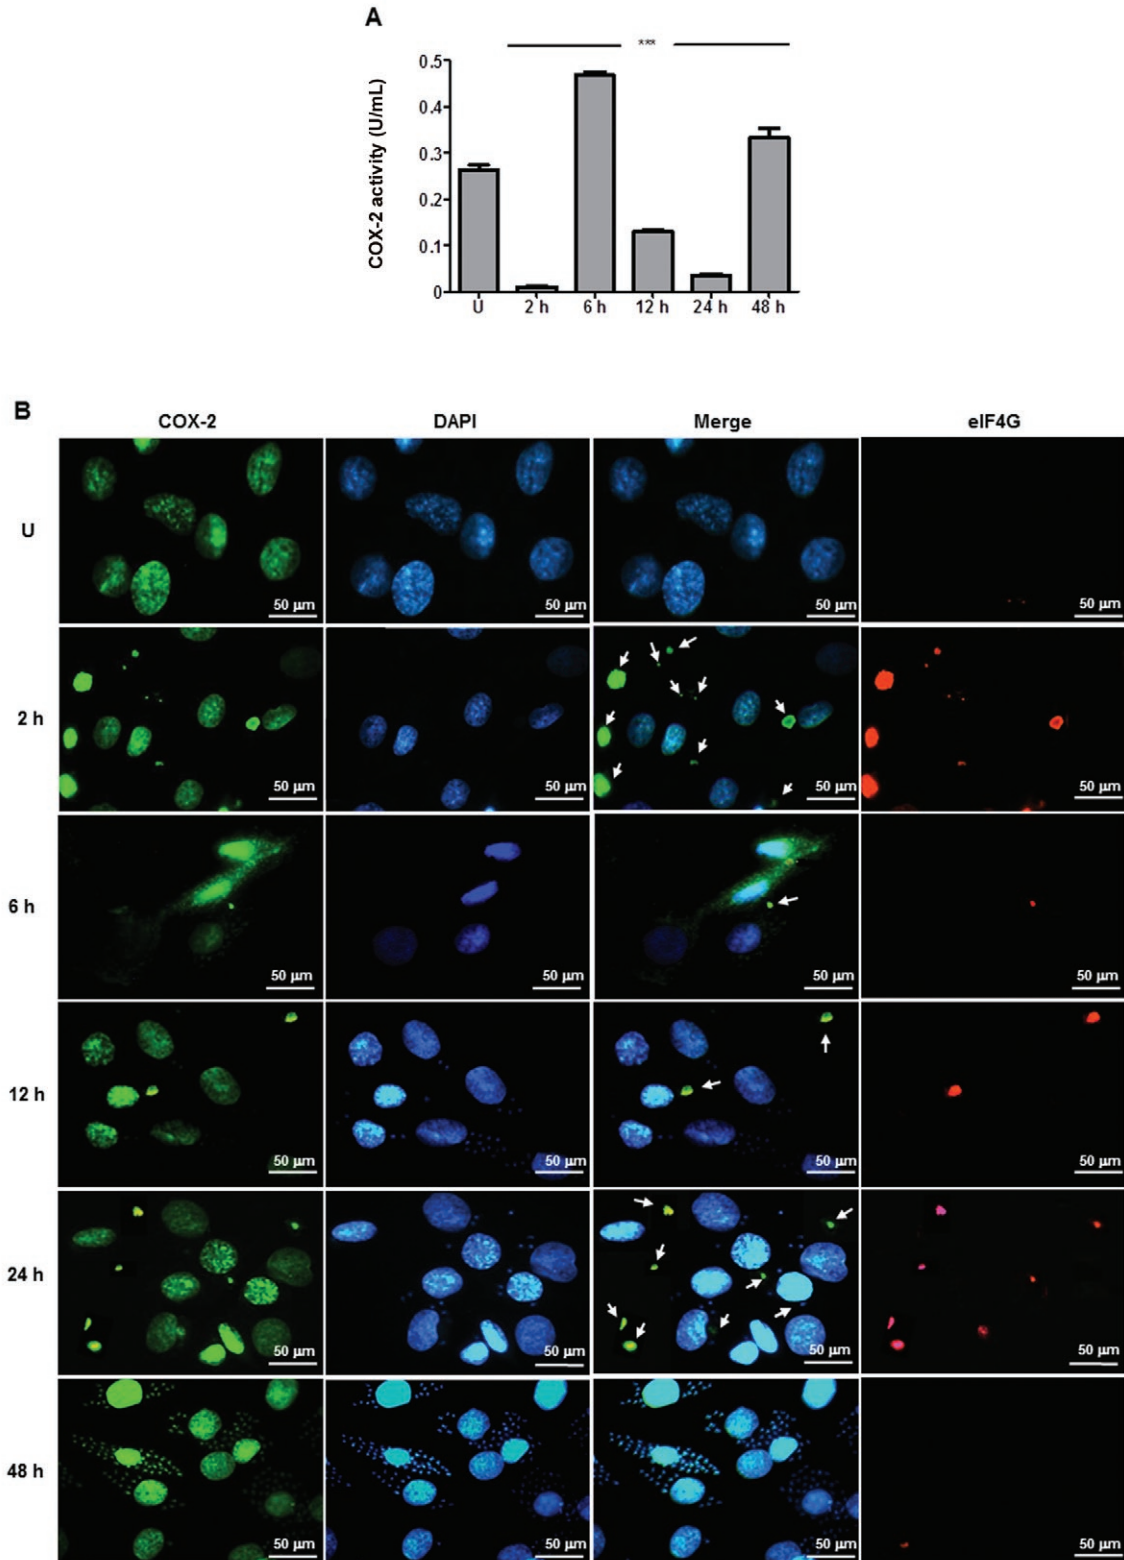 A
***
COX-2 activity (U/mL)
0.5
0.4
0.3
0.2
0.1
0
U 2 h 6 h 12 h 24 h 48 h
B
COX-2 DAPI Merge eIF4G
U
50 µm 50 µm 50 µm 50 µm
2 h
50 µm 50 µm 50 µm 50 µm
6 h
50 µm 50 µm 50 µm 50 µm
12 h
50 µm 50 µm 50 µm 50 µm
24 h
50 µm 50 µm 50 µm 50 µm
48 h
50 µm 50 µm 50 µm 50 µm